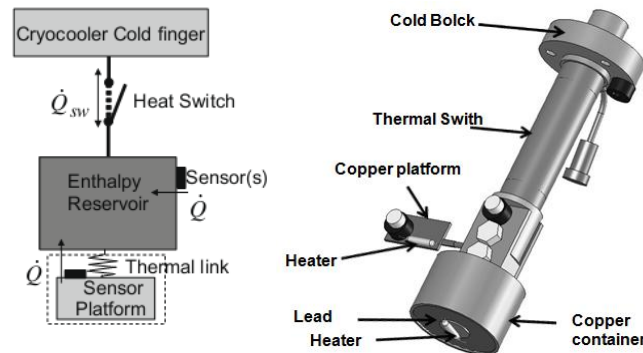 Cryocooler Cold finger
Q̇sw
Heat Switch
Enthalpy
Reservoir
Sensor(s)
Q̇
Q̇
Thermal link
Sensor
Platform
Cold Bolck
Thermal Swith
Copper platform
Heater
Lead
Heater
Copper
container